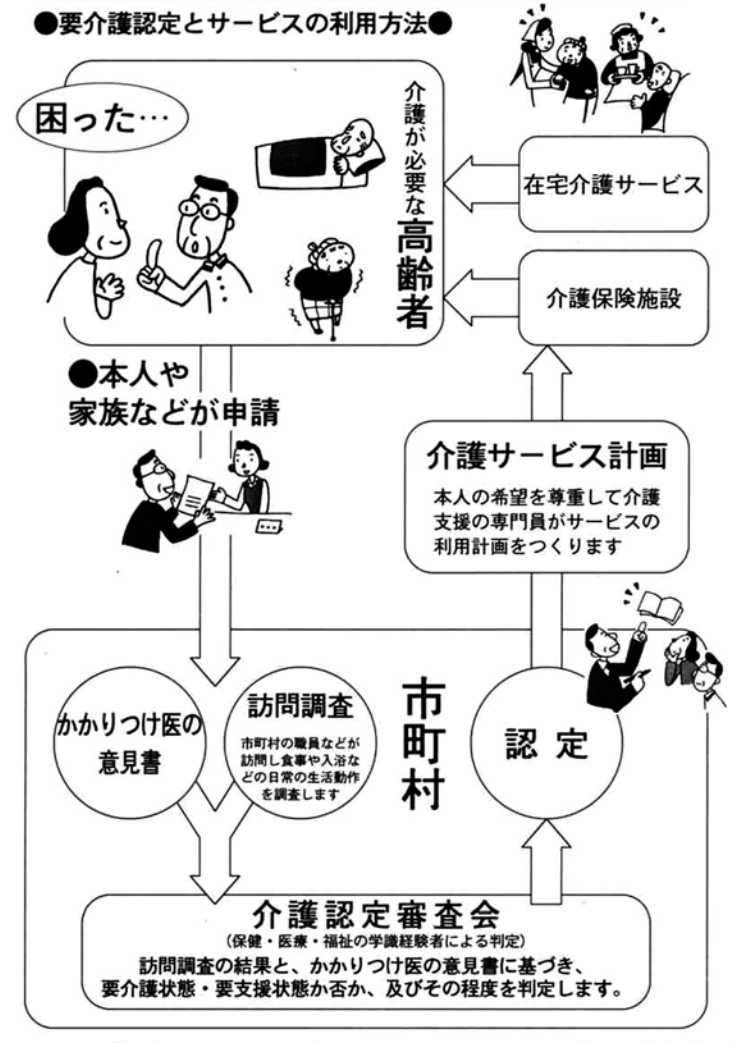 ●要介護認定とサービスの利用方法●
困った…
介護が必要な高齢者
在宅介護サービス
介護保険施設
●本人や
家族などが申請
かかりつけ医の
意見書
訪問調査
市町村の職員などが
訪問し食事や入浴な
どの日常の生活動作
を調査します
市町村
介護認定審査会
(保健・医療・福祉の学識経験者による判定)
訪問調査の結果と、かかりつけ医の意見書に基づき、
要介護状態・要支援状態か否か、及びその程度を判定します。
認定
介護サービス計画
本人の希望を尊重して介護
支援の専門員がサービスの
利用計画をつくります